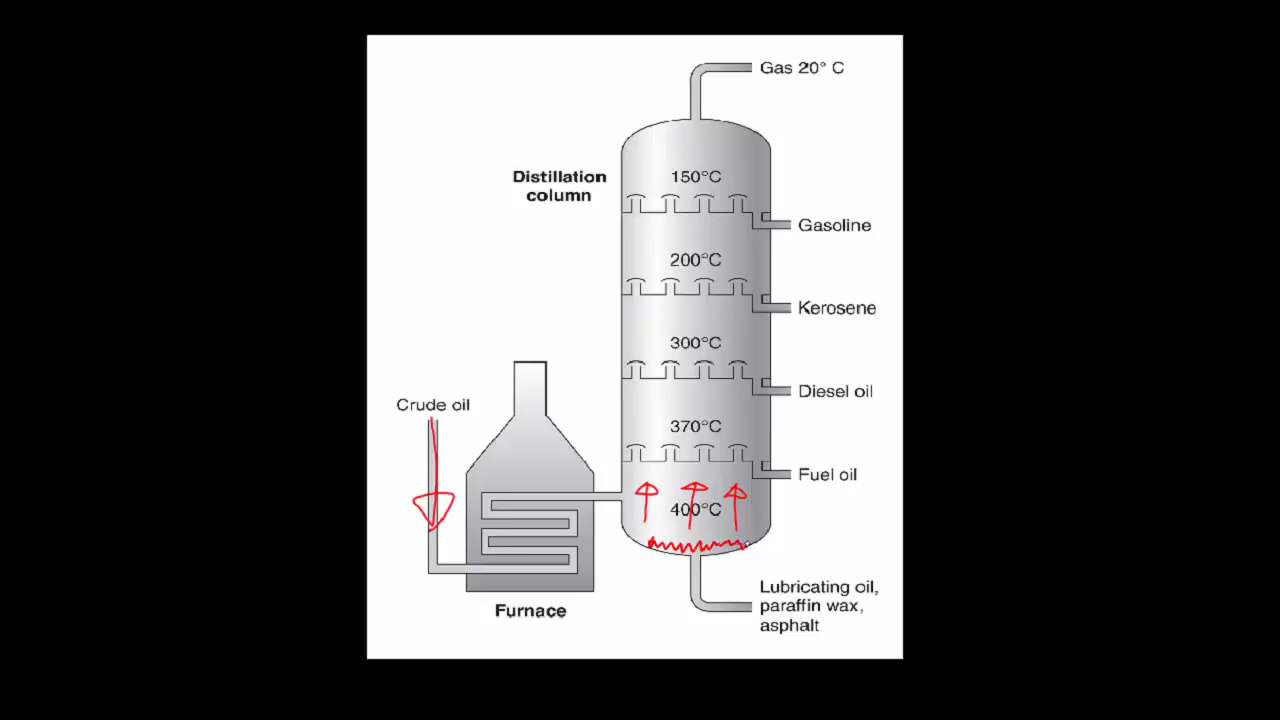 Gas 20° C
Distillation
column
150°C
Gasoline
200°C
Kerosene
300°C
Diesel oil
Crude oil
370°C
Fuel oil
400°C
Furnace
Lubricating oil,
paraffin wax,
asphalt